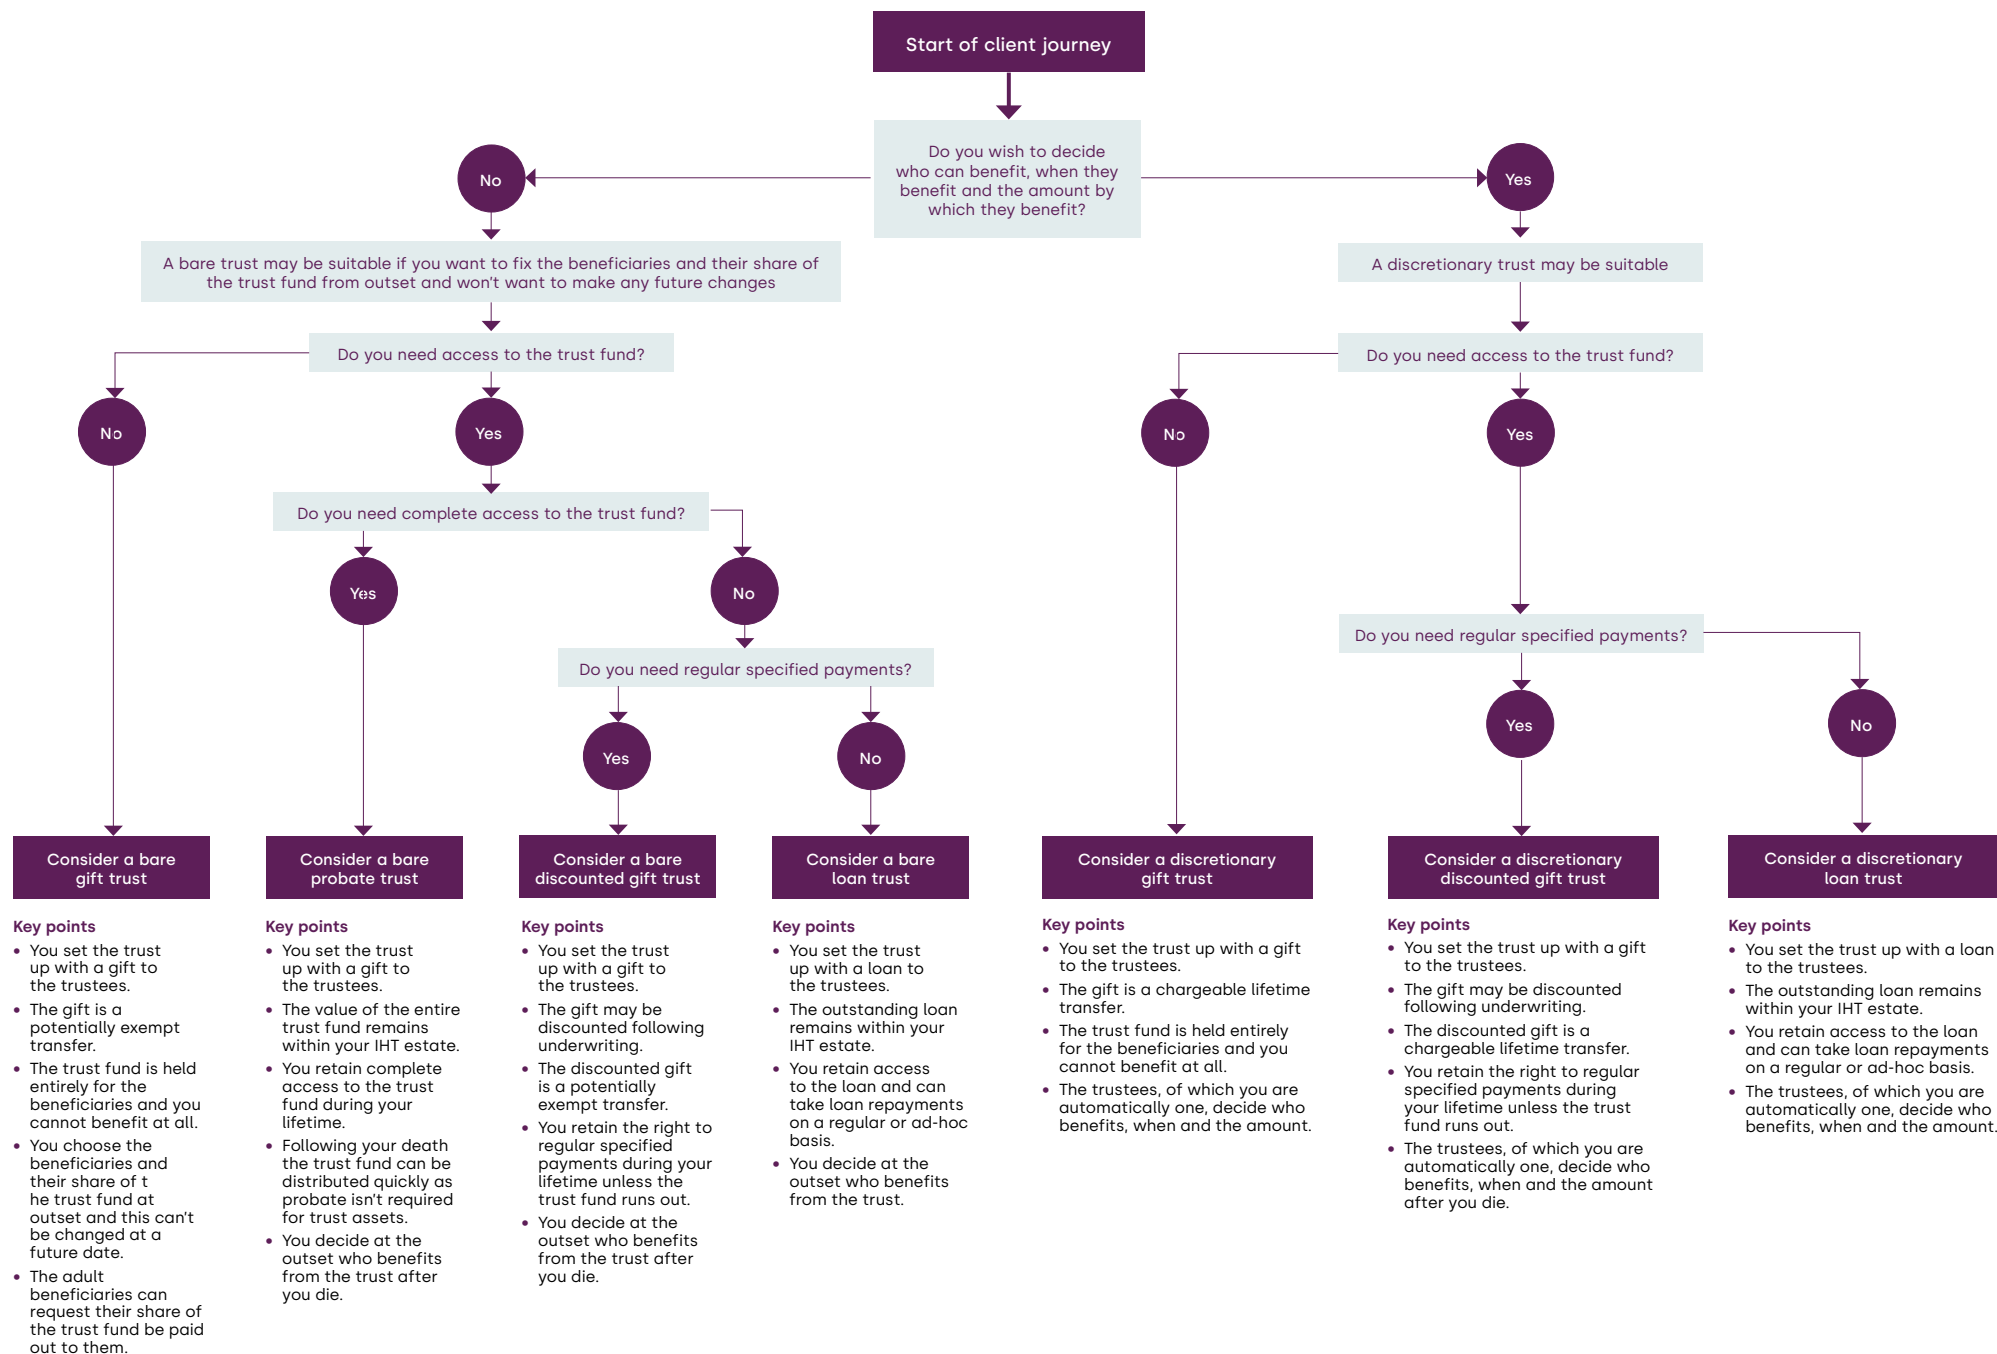 Start of client journey
Do you wish to decide
who can benefit, when they
benefit and the amount by
which they benefit?
No
Yes
A bare trust may be suitable if you want to fix the beneficiaries and their share of
the trust fund from outset and won't want to make any future changes
A discretionary trust may be suitable
Do you need access to the trust fund?
Do you need access to the trust fund?
No
Yes
No
Yes
Do you need complete access to the trust fund?
Yes
No
Do you need regular specified payments?
Do you need regular specified payments?
Yes
No
Yes
No
Consider a bare
gift trust
Key points
• You set the trust
up with a gift to
the trustees.
• The gift is a
potentially exempt
transfer.
• The trust fund is held
entirely for the
beneficiaries and you
cannot benefit at all.
• You choose the
beneficiaries and
their share of t
he trust fund at
outset and this can't
be changed at a
future date.
• The adult
beneficiaries can
request their share of
the trust fund be paid
out to them.
Consider a bare
probate trust
Key points
• You set the trust
up with a gift to
the trustees.
• The value of the entire
trust fund remains
within your IHT estate.
• You retain complete
access to the trust
fund during your
lifetime.
• Following your death
the trust fund can be
distributed quickly as
probate isn't required
for trust assets.
• You decide at the
outset who benefits
from the trust after
you die.
Consider a bare
discounted gift trust
Key points
• You set the trust
up with a gift to
the trustees.
• The gift may be
discounted following
underwriting.
• The discounted gift
is a potentially
exempt transfer.
• You retain the right to
regular specified
payments during your
lifetime unless the
trust fund runs out.
• You decide at the
outset who benefits
from the trust after
you die.
Consider a bare
loan trust
Key points
• You set the trust
up with a loan to
the trustees.
• The outstanding loan
remains within your
IHT estate.
• You retain access
to the loan and can
take loan repayments
on a regular or ad-hoc
basis.
• You decide at the
outset who benefits
from the trust.
Consider a discretionary
gift trust
Key points
• You set the trust up with a gift
to the trustees.
• The gift is a chargeable lifetime
transfer.
• The trust fund is held entirely
for the beneficiaries and you
cannot benefit at all.
• The trustees, of which you are
automatically one, decide who
benefits, when and the amount.
Consider a discretionary
discounted gift trust
Key points
• You set the trust up with a gift
to the trustees.
• The gift may be discounted
following underwriting.
• The discounted gift is a
chargeable lifetime transfer.
• You retain the right to regular
specified payments during
your lifetime unless the trust
fund runs out.
• The trustees, of which you are
automatically one, decide who
benefits, when and the amount
after you die.
Consider a discretionary
loan trust
Key points
• You set the trust up with a loan
to the trustees.
• The outstanding loan remains
within your IHT estate.
• You retain access to the loan
and can take loan repayments
on a regular or ad-hoc basis.
• The trustees, of which you are
automatically one, decide who
benefits, when and the amount.